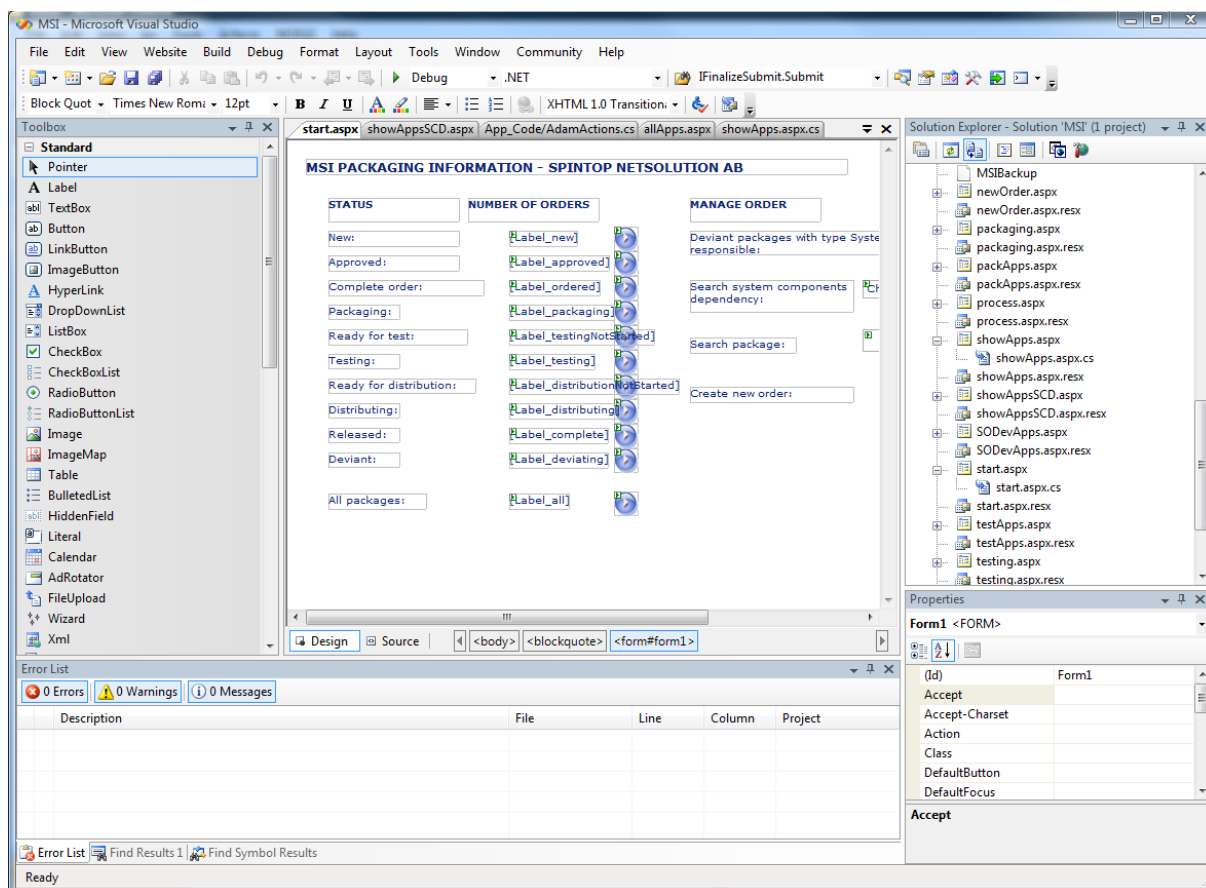 MSI - Microsoft Visual Studio
File Edit View Website Build Debug Format Layout Tools Window Community Help
Debug .NET IFinalizeSubmit.Submit
Block Quot Times New Roma 12pt B I U XHTML 1.0 Transition
Toolbox
Standard
Pointer
Label
TextBox
Button
LinkButton
ImageButton
HyperLink
DropDownList
ListBox
CheckBox
CheckBoxList
RadioButton
RadioButtonList
Image
ImageMap
Table
BulletedList
HiddenField
Literal
Calendar
AdRotator
FileUpload
Wizard
Xml
start.aspx showAppsSCD.aspx App_Code/AdamActions.cs allApps.aspx showApps.aspx.cs
MSI PACKAGING INFORMATION - SPINTOP NETSOLUTION AB
STATUS NUMBER OF ORDERS MANAGE ORDER
New: [Label_new] Deviant packages with type Syste
responsible:
Approved: [Label_approved]
Complete order: [Label_ordered] Search system components CH
dependency:
Packaging: [Label_packaging]
Ready for test: [Label_testingNotStarted]
Search package:
Testing: [Label_testing]
Ready for distribution: [Label_distributionNotStarted]
Create new order:
Distributing: [Label_distributing]
Released: [Label_complete]
Deviant: [Label_deviating]
All packages: [Label_all]
Design Source <body> <blockquote> <form#form1>
Solution Explorer - Solution 'MSI' (1 project)
MSIBackup
newOrder.aspx
newOrder.aspx.resx
packaging.aspx
packaging.aspx.resx
packApps.aspx
packApps.aspx.resx
process.aspx
process.aspx.resx
showApps.aspx
showApps.aspx.cs
showApps.aspx.resx
showAppsSCD.aspx
showAppsSCD.aspx.resx
SODevApps.aspx
SODevApps.aspx.resx
start.aspx
start.aspx.cs
start.aspx.resx
testApps.aspx
testApps.aspx.resx
testing.aspx
testing.aspx.resx
Properties
Form1 <FORM>
(Id) Form1
Accept
Accept-Charset
Action
Class
DefaultButton
DefaultFocus
Accept
Error List
0 Errors 0 Warnings 0 Messages
Description File Line Column Project
Error List Find Results 1 Find Symbol Results
Ready